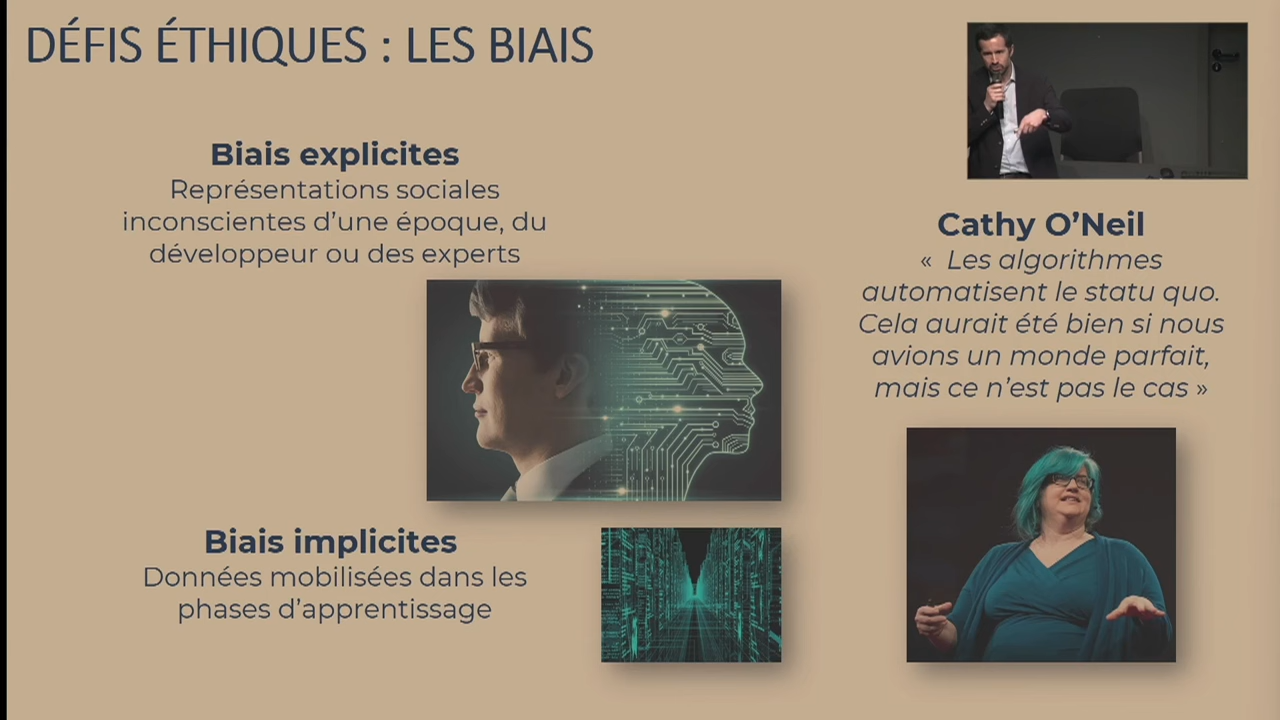 DÉFIS ÉTHIQUES : LES BIAIS
Biais explicites
Représentations sociales
inconscientes d’une époque, du
développeur ou des experts
Biais implicites
Données mobilisées dans les
phases d’apprentissage
Cathy O’Neil
«  Les algorithmes
automatisent le statu quo.
Cela aurait été bien si nous
avions un monde parfait,
mais ce n’est pas le cas »